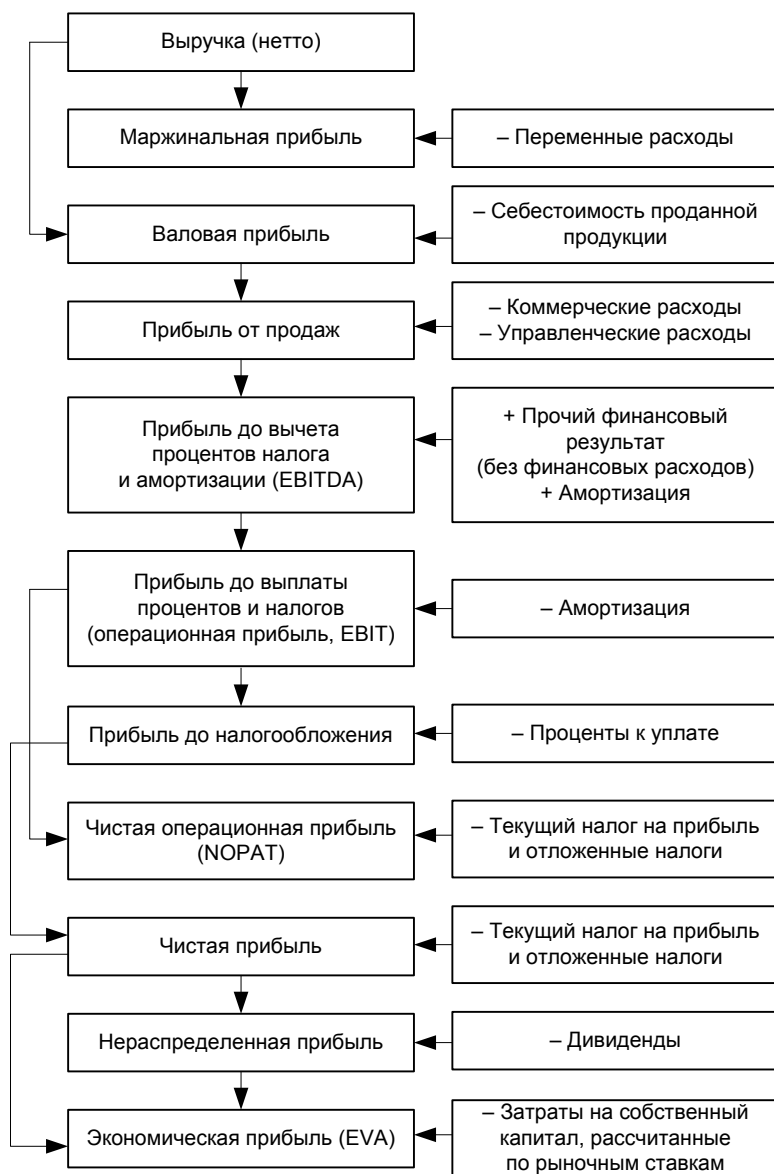 Выручка (нетто)
Маржинальная прибыль
– Переменные расходы
Валовая прибыль
– Себестоимость проданной
продукции
Прибыль от продаж
– Коммерческие расходы
– Управленческие расходы
Прибыль до вычета
процентов налога
и амортизации (EBITDA)
+ Прочий финансовый
результат
(без финансовых расходов)
+ Амортизация
Прибыль до выплаты
процентов и налогов
(операционная прибыль, EBIT)
– Амортизация
Прибыль до налогообложения
– Проценты к уплате
Чистая операционная прибыль
(NOPAT)
– Текущий налог на прибыль
и отложенные налоги
Чистая прибыль
– Текущий налог на прибыль
и отложенные налоги
Нераспределенная прибыль
– Дивиденды
Экономическая прибыль (EVA)
– Затраты на собственный
капитал, рассчитанные
по рыночным ставкам